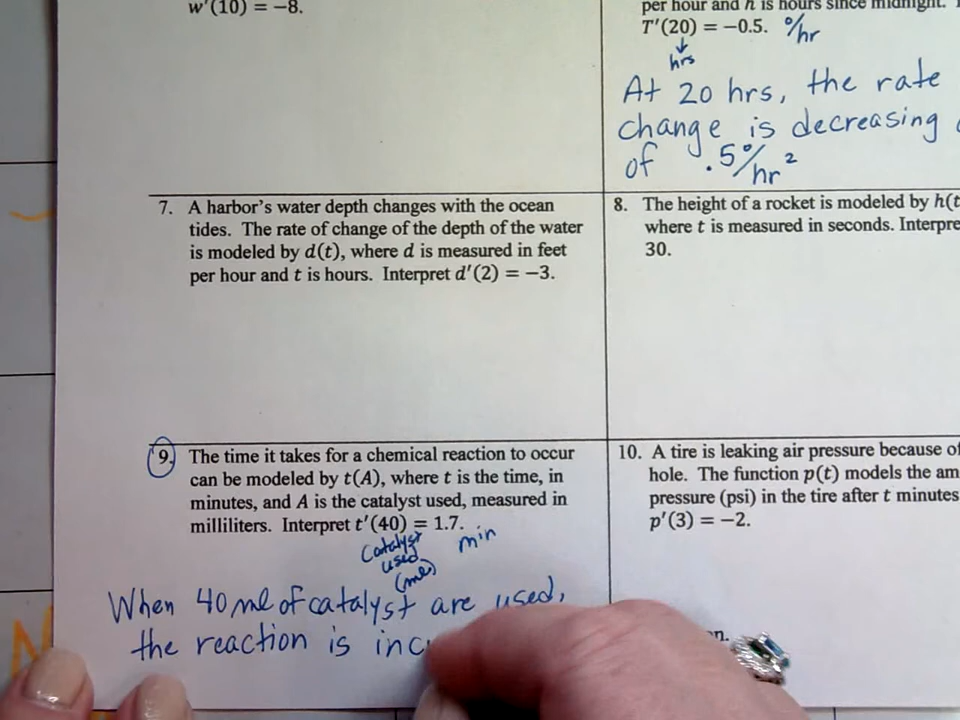 w'(10) = −8.
per hour and h is hours since midnight.
T'(20) = −0.5. °/hr
↓
hrs
At 20 hrs, the rate
change is decreasing
of .5°/hr²
7. A harbor's water depth changes with the ocean
tides. The rate of change of the depth of the water
is modeled by d(t), where d is measured in feet
per hour and t is hours. Interpret d'(2) = −3.
8. The height of a rocket is modeled by h(t
where t is measured in seconds. Interpre
30.
9. The time it takes for a chemical reaction to occur
can be modeled by t(A), where t is the time, in
minutes, and A is the catalyst used, measured in
milliliters. Interpret t'(40) = 1.7.
catalyst min
used
(ml)
When 40 ml of catalyst are used,
the reaction is inc
10. A tire is leaking air pressure because of
hole. The function p(t) models the am
pressure (psi) in the tire after t minutes
p'(3) = −2.
n.